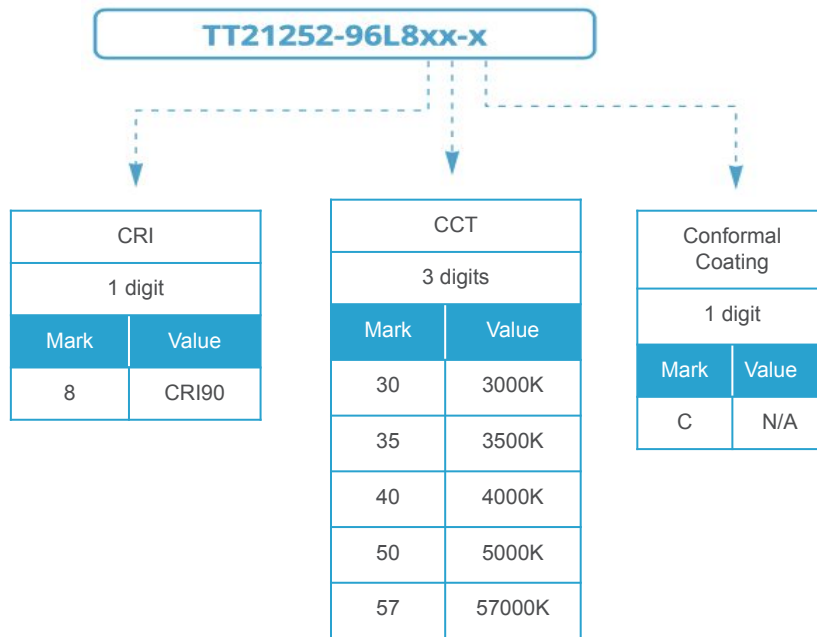 TT21252-96L8xx-x
CRI
1 digit
Mark Value
8 CRI90
CCT
3 digits
Mark Value
30 3000K
35 3500K
40 4000K
50 5000K
57 57000K
Conformal
Coating
1 digit
Mark Value
C N/A